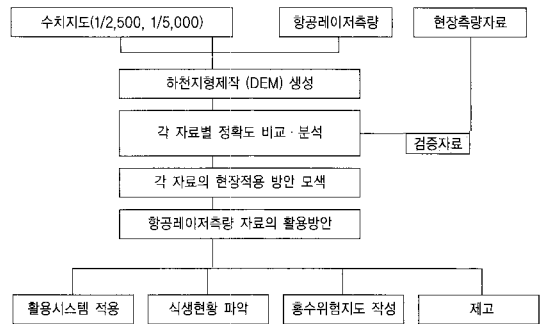 수치지도(1/2,500, 1/5,000)
항공레이저측량
현장측량자료
하천지형제작 (DEM) 생성
각 자료별 정확도 비교·분석
검증자료
각 자료의 현장적용 방안 모색
항공레이저측량 자료의 활용방안
활용시스템 적용
식생현황 파악
홍수위험지도 작성
제고